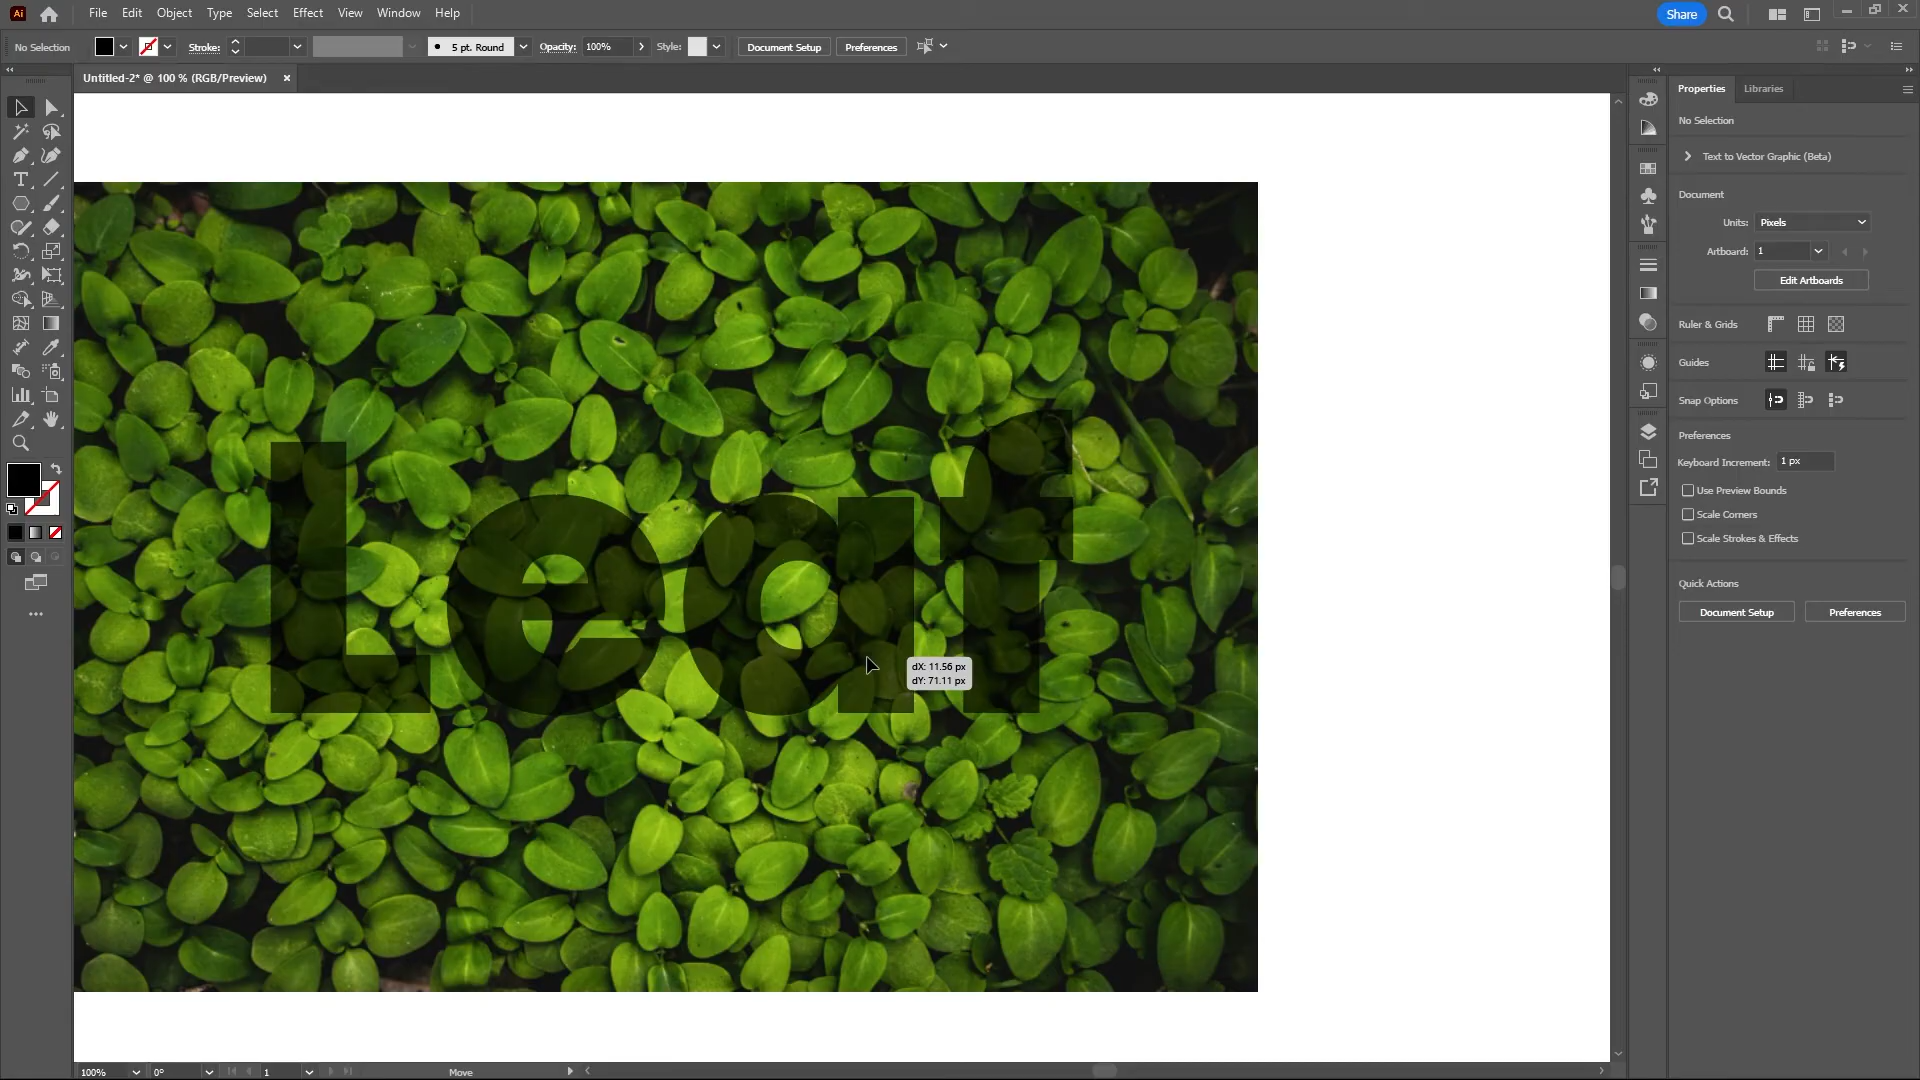 Ai File Edit Object Type Select Effect View Window Help Share
No Selection Stroke: 5 pt. Round Opacity: 100% Style: Document Setup Preferences
Untitled-2* @ 100 % (RGB/Preview)
Properties Libraries
No Selection
Text to Vector Graphic (Beta)
Document
Units: Pixels
Artboard: 1
Edit Artboards
Ruler & Grids
Guides
Snap Options
Preferences
Keyboard Increment: 1 px
Use Preview Bounds
Scale Corners
Scale Strokes & Effects
Quick Actions
Document Setup Preferences
Leaf
dX: 11.56 px
dY: 71.11 px
100% 0° 1 Move